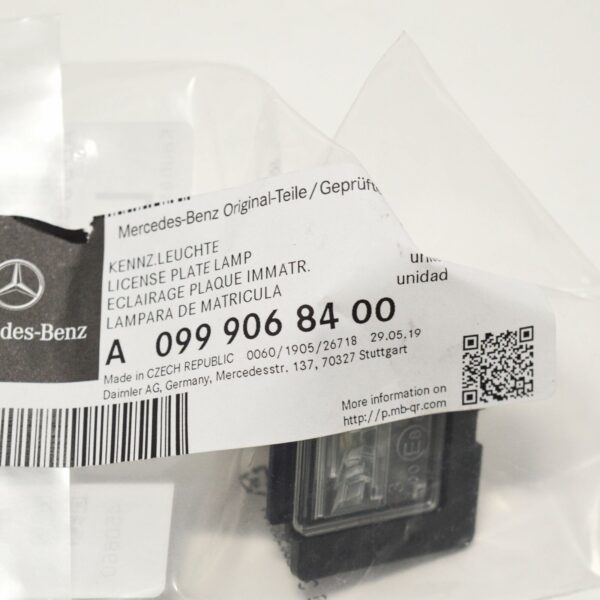 Mercedes-Benz Original-Teile/Geprüfte
KENNZ.LEUCHTE
LICENSE PLATE LAMP
ECLAIRAGE PLAQUE IMMATR.
LAMPARA DE MATRICULA
unidad
A 099 906 84 00
Made in CZECH REPUBLIC 0060/1905/26718 29.05.19
Daimler AG, Germany, Mercedesstr. 137, 70327 Stuttgart
des-Benz
More information on
http://p.mb-qr.com